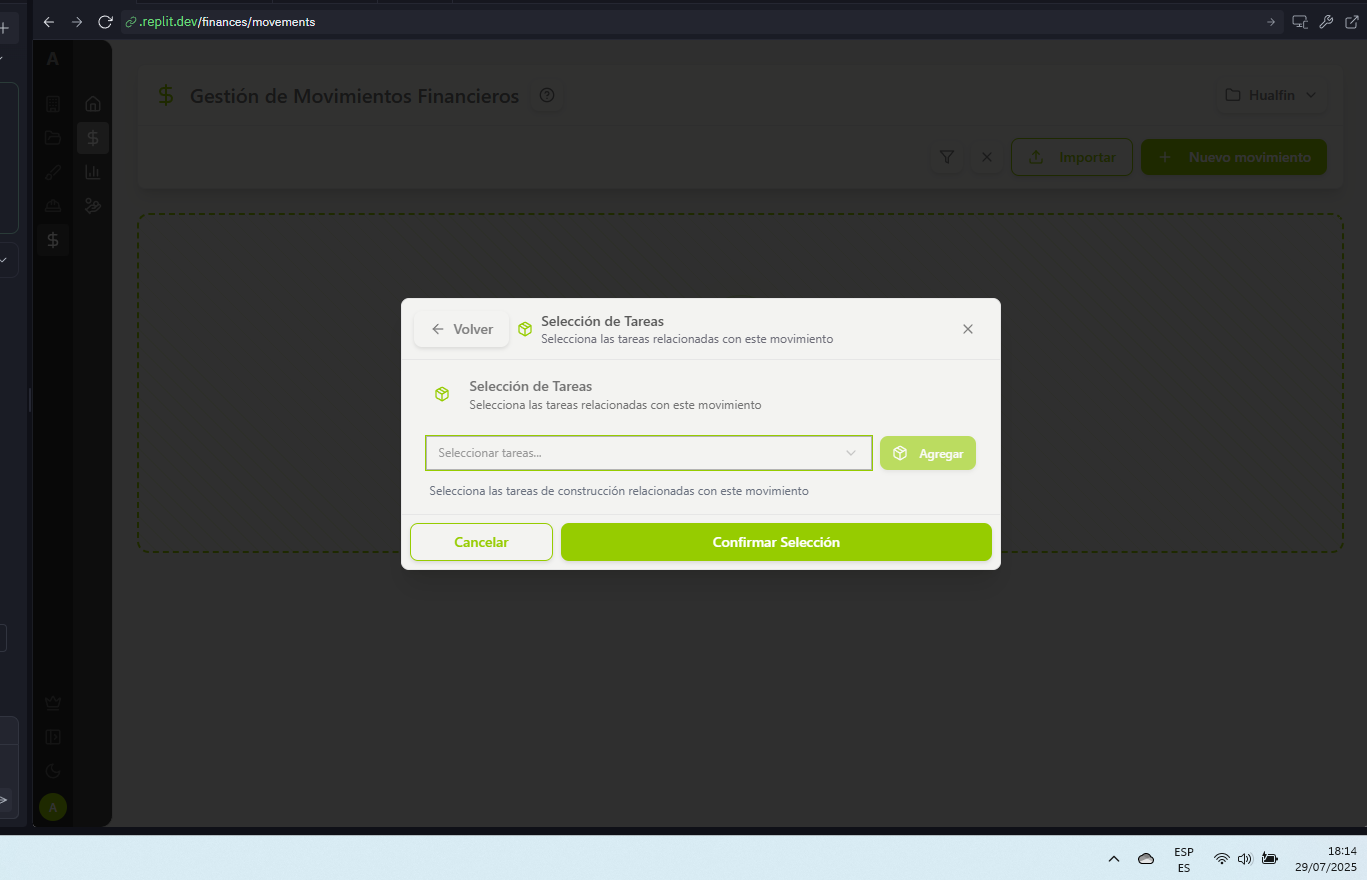 .replit.dev/finances/movements
A
Gestión de Movimientos Financieros
Hualfin
Importar
Nuevo movimiento
Volver
Selección de Tareas
Selecciona las tareas relacionadas con este movimiento
Selección de Tareas
Selecciona las tareas relacionadas con este movimiento
Seleccionar tareas...
Agregar
Selecciona las tareas de construcción relacionadas con este movimiento
Cancelar
Confirmar Selección
A
ESP
ES
18:14
29/07/2025